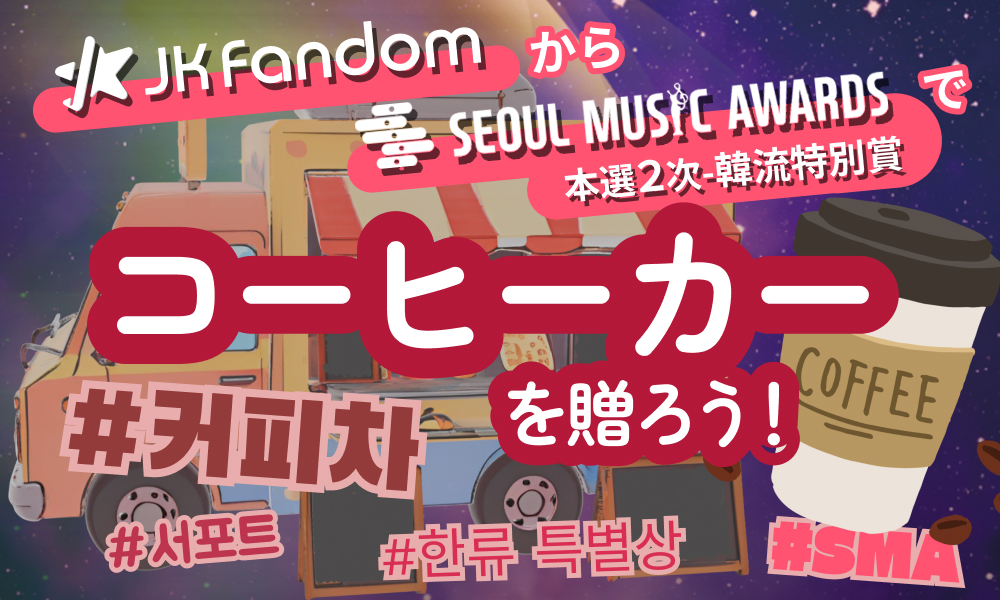 JK Fandom から
SEOUL MUSIC AWARDS で
本選2次-韓流特別賞
コーヒーカー
を贈ろう!
COFFEE
#커피차
#서포트
#한류 특별상
#SMA